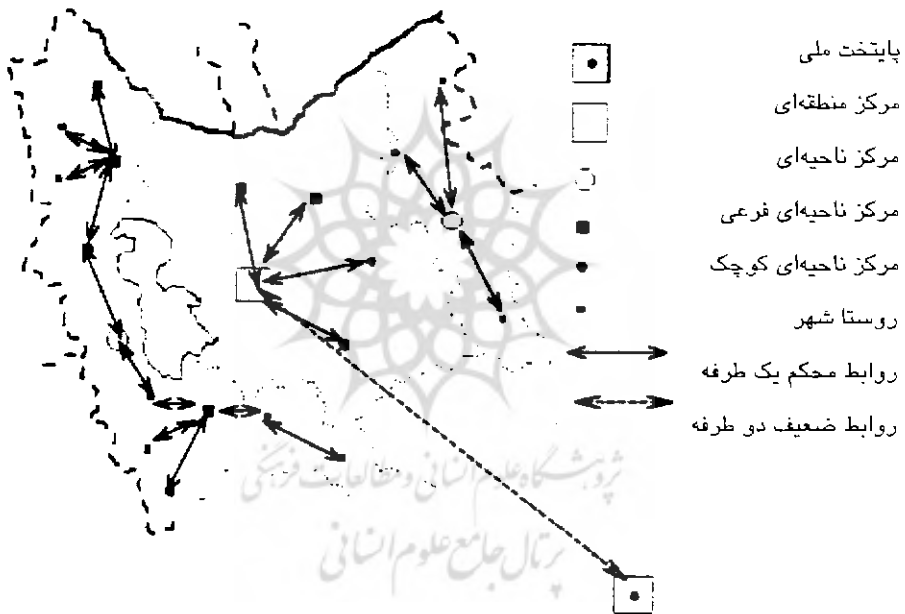 پایتخت ملی
مرکز منطقه‌ای
مرکز ناحیه‌ای
مرکز ناحیه‌ای فرعی
مرکز ناحیه‌ای کوچک
روستا شهر
روابط محکم یک طرفه
روابط ضعیف دو طرفه
پژوهشگاه علوم انسانی و مطالعات فرهنگی
پرتال جامع علوم انسانی